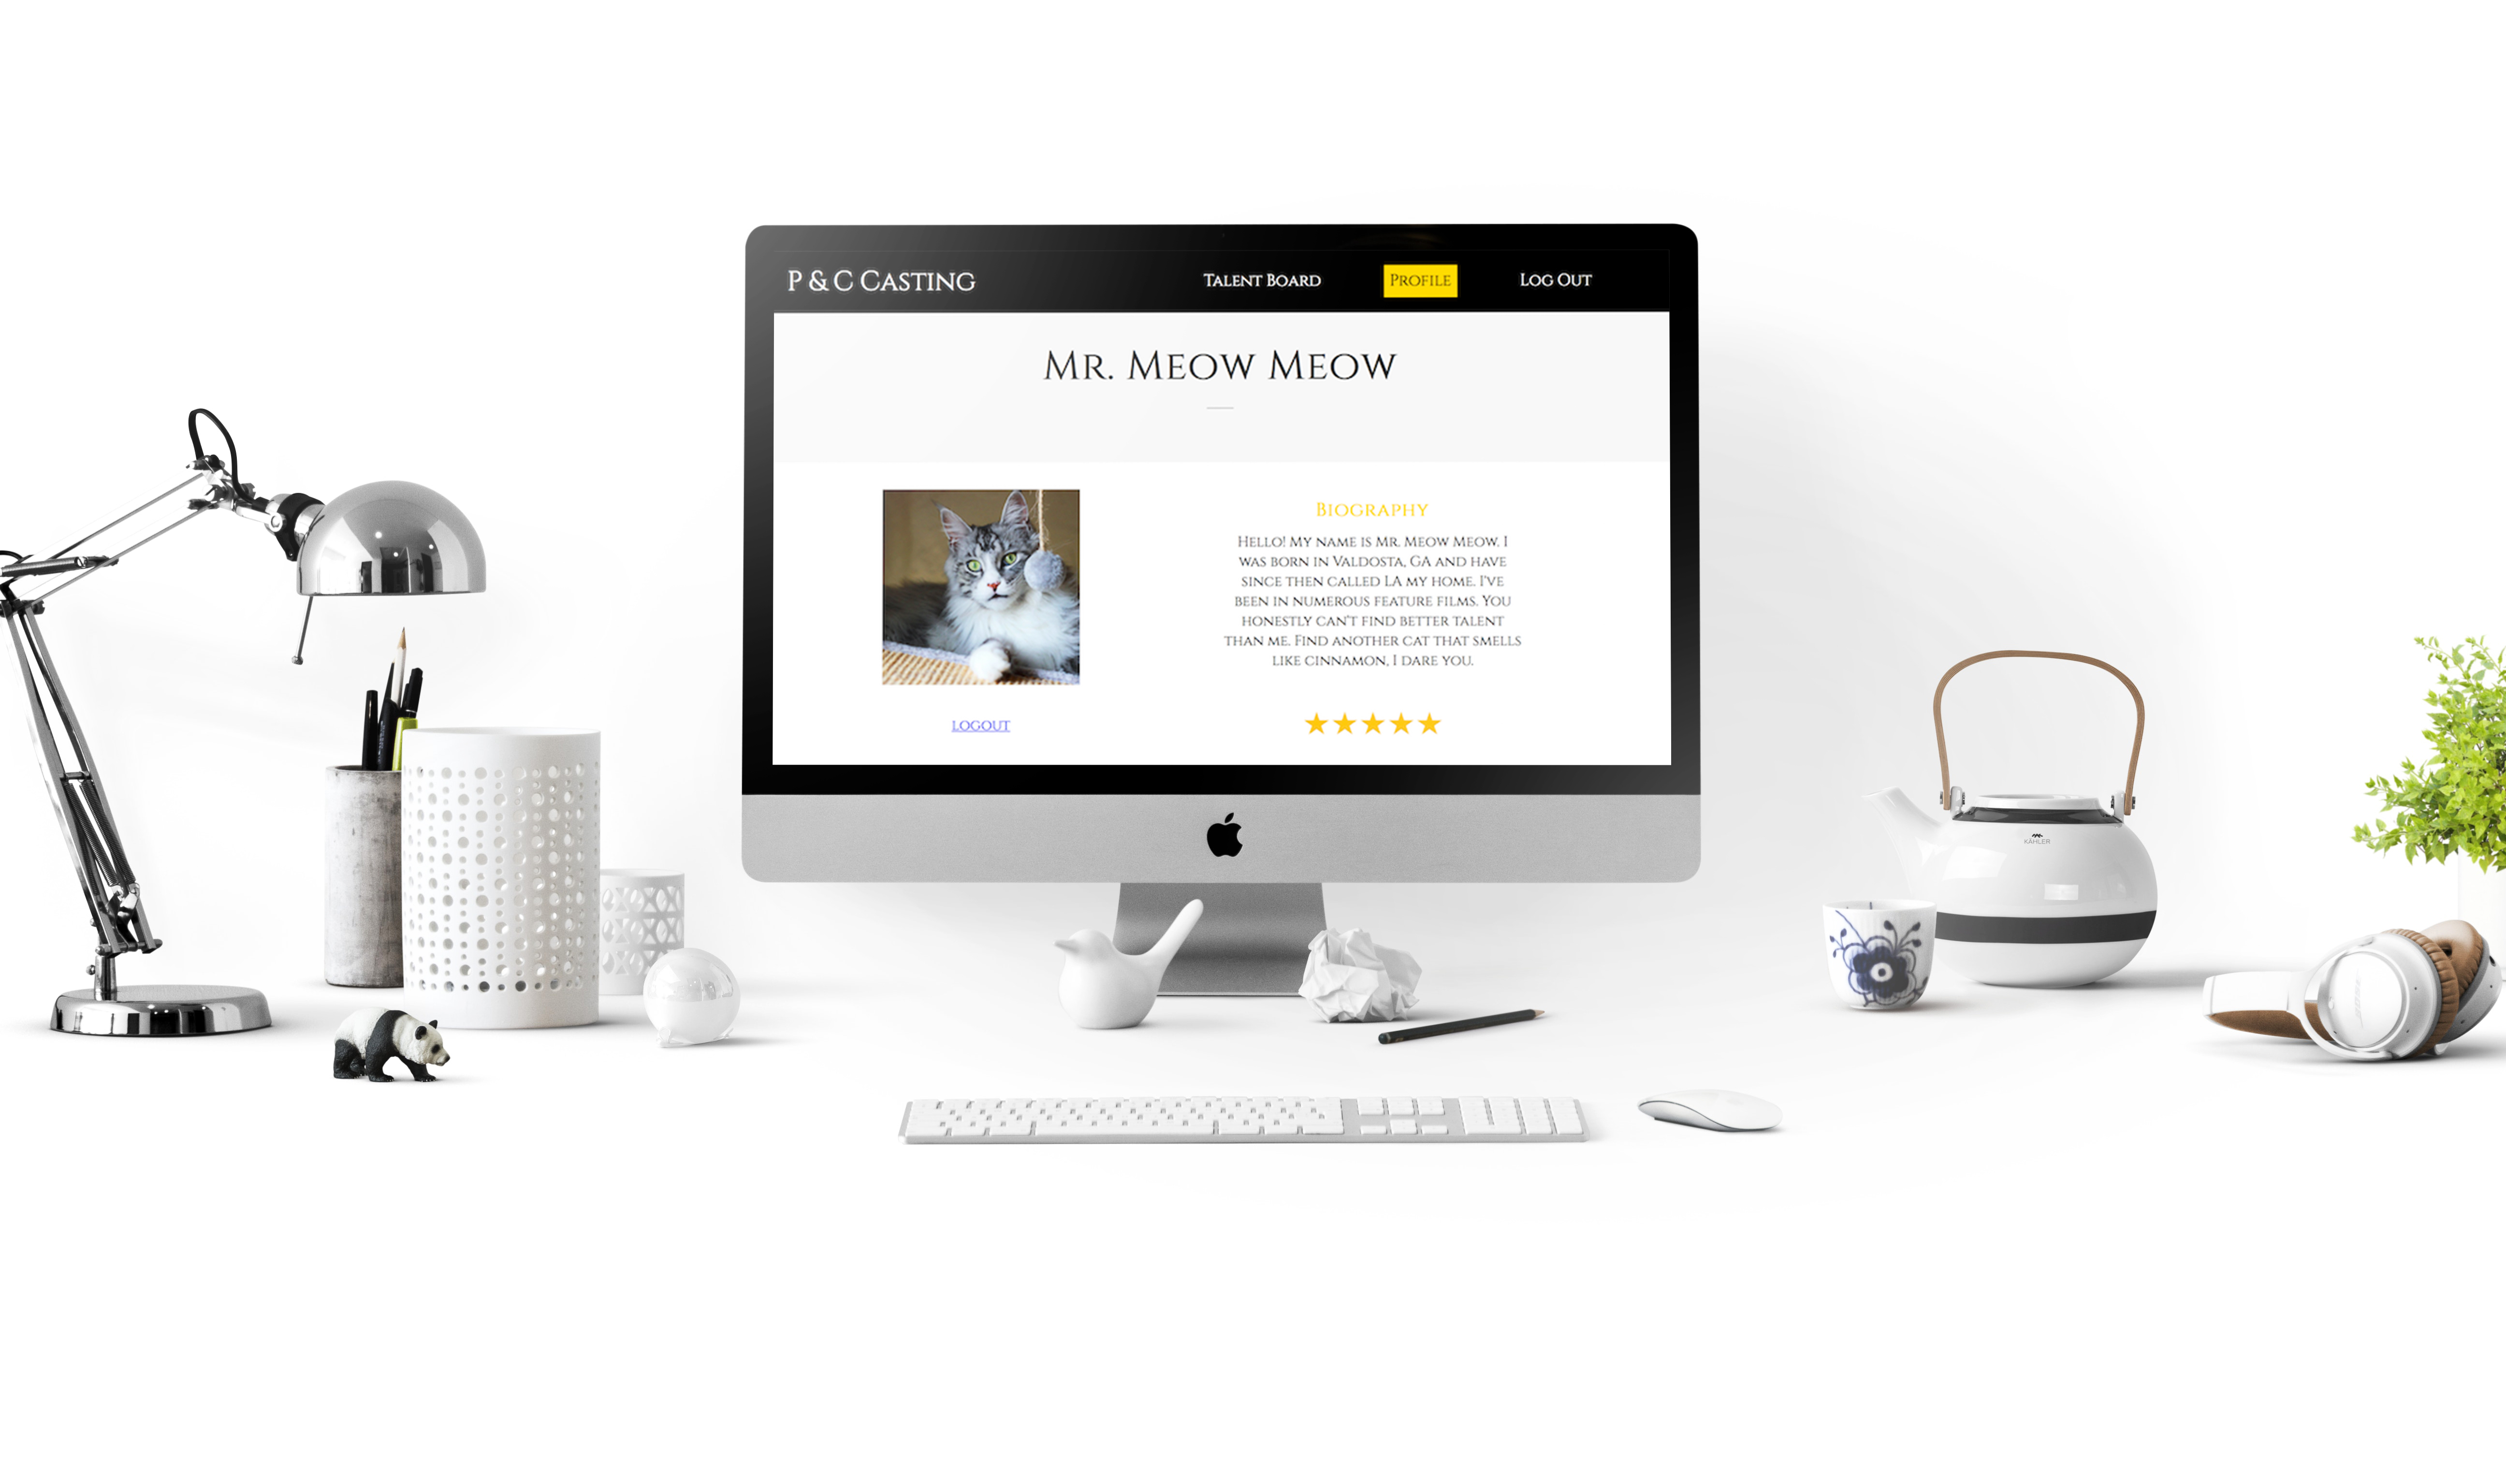 P & C Casting
Talent Board
Profile
Log Out
Mr. Meow Meow
Biography
Hello! My name is Mr. Meow Meow. I
was born in Valdosta, GA and have
since then called LA my home. I've
been in numerous feature films. You
honestly can't find better talent
than me. Find another cat that smells
like cinnamon, I dare you.
logout
KÄHLER
BOSE